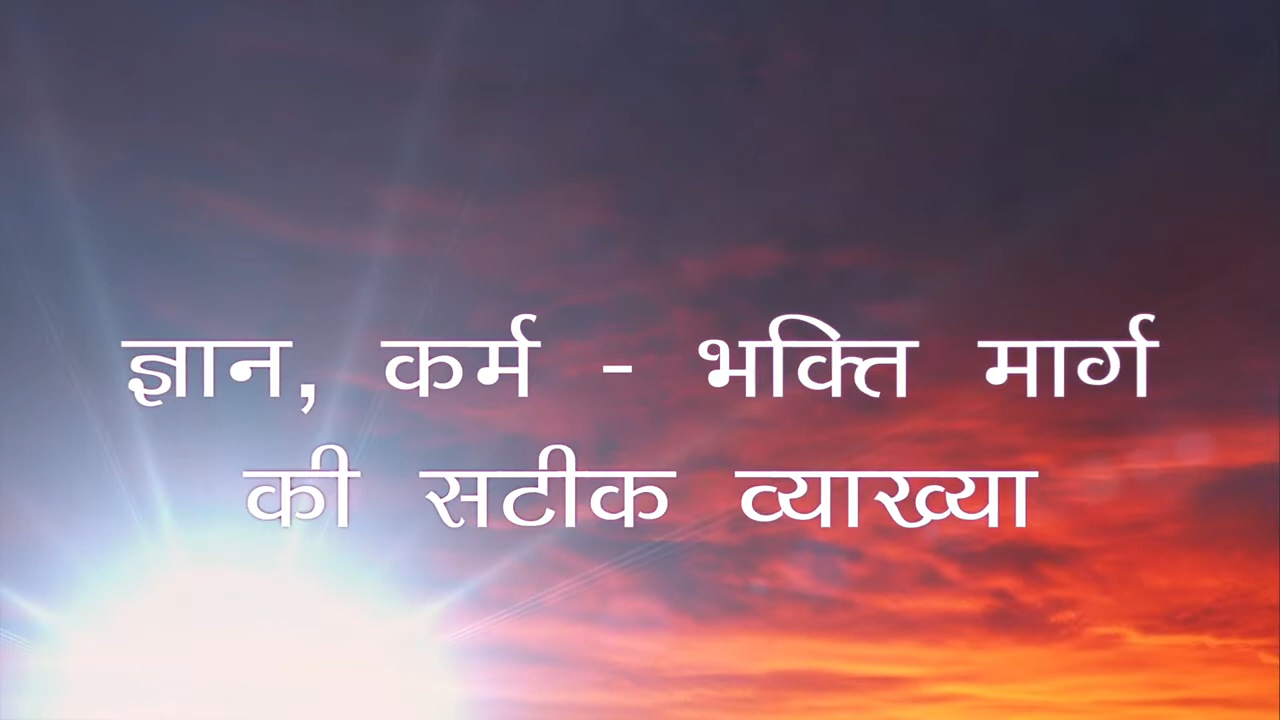 ज्ञान, कर्म - भक्ति मार्ग
की सटीक व्याख्या